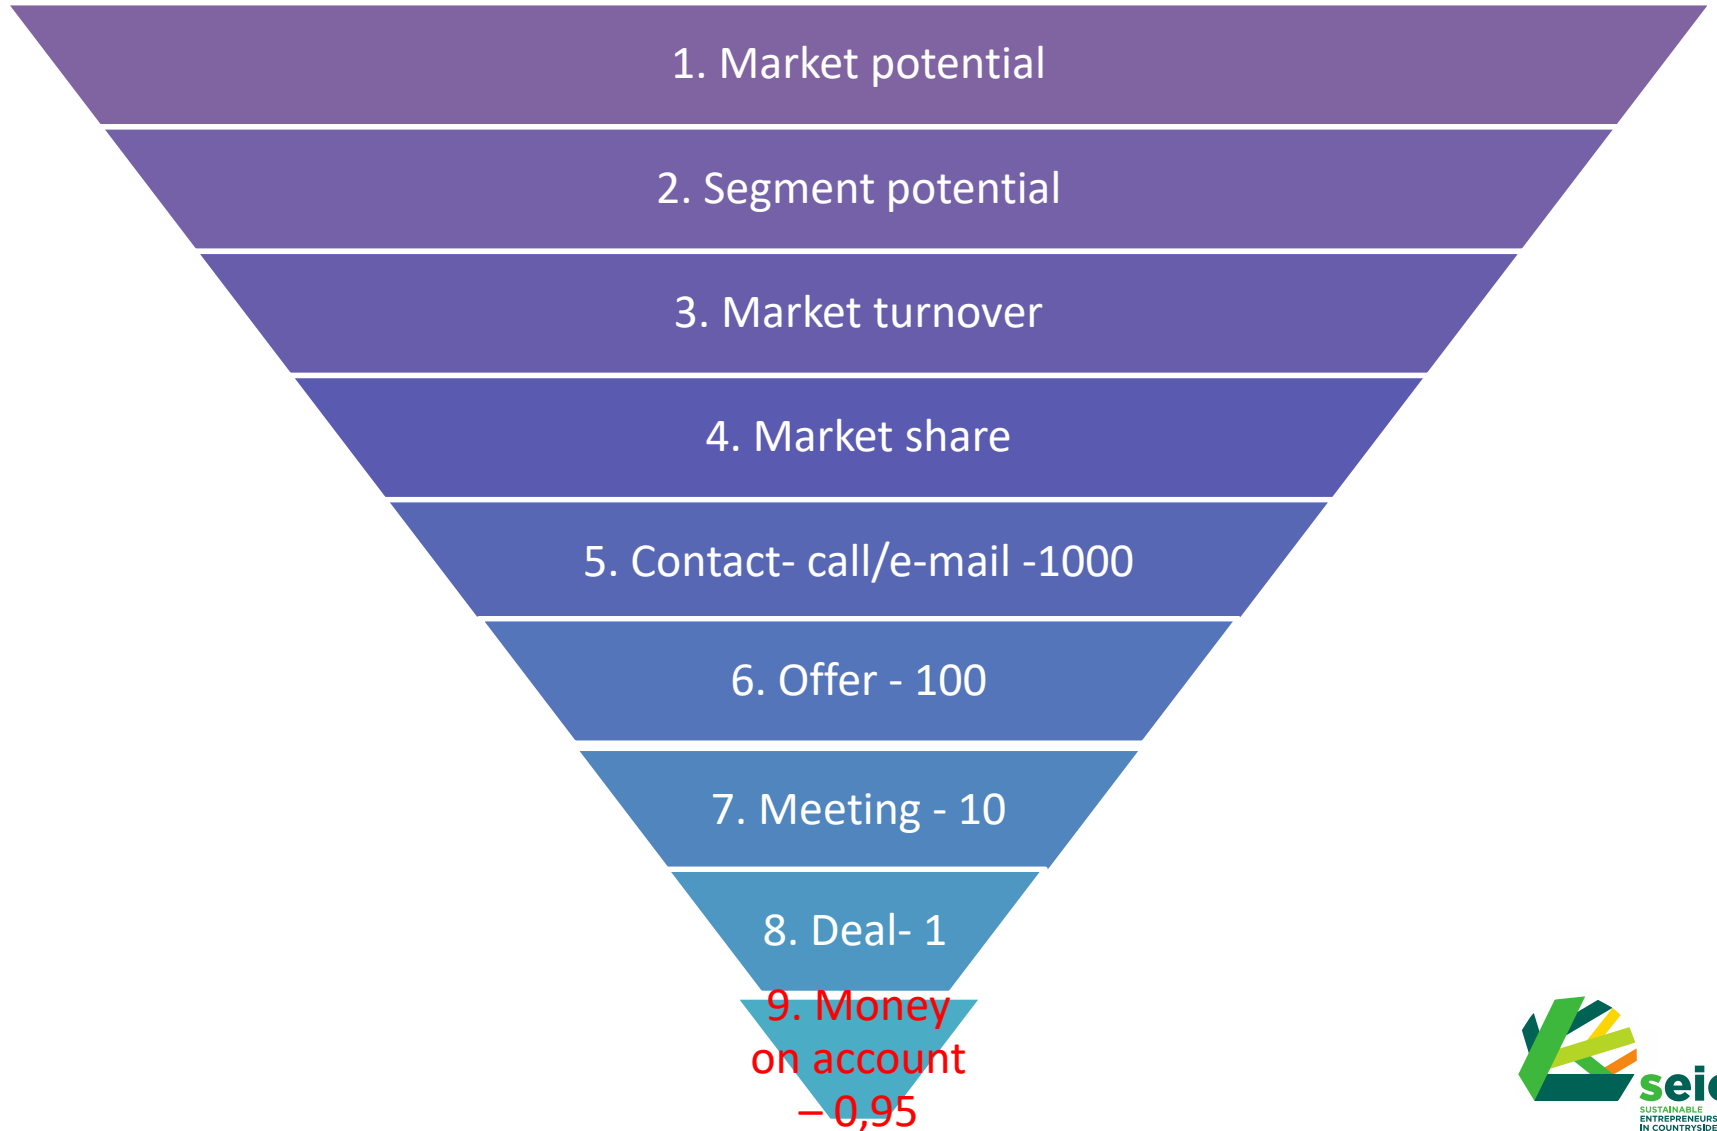 1. Market potential
2. Segment potential
3. Market turnover
4. Market share
5. Contact- call/e-mail -1000
6. Offer - 100
7. Meeting - 10
8. Deal- 1
9. Money
on account
– 0,95
seic
SUSTAINABLE
ENTREPRENEURS
IN COUNTRYSIDE